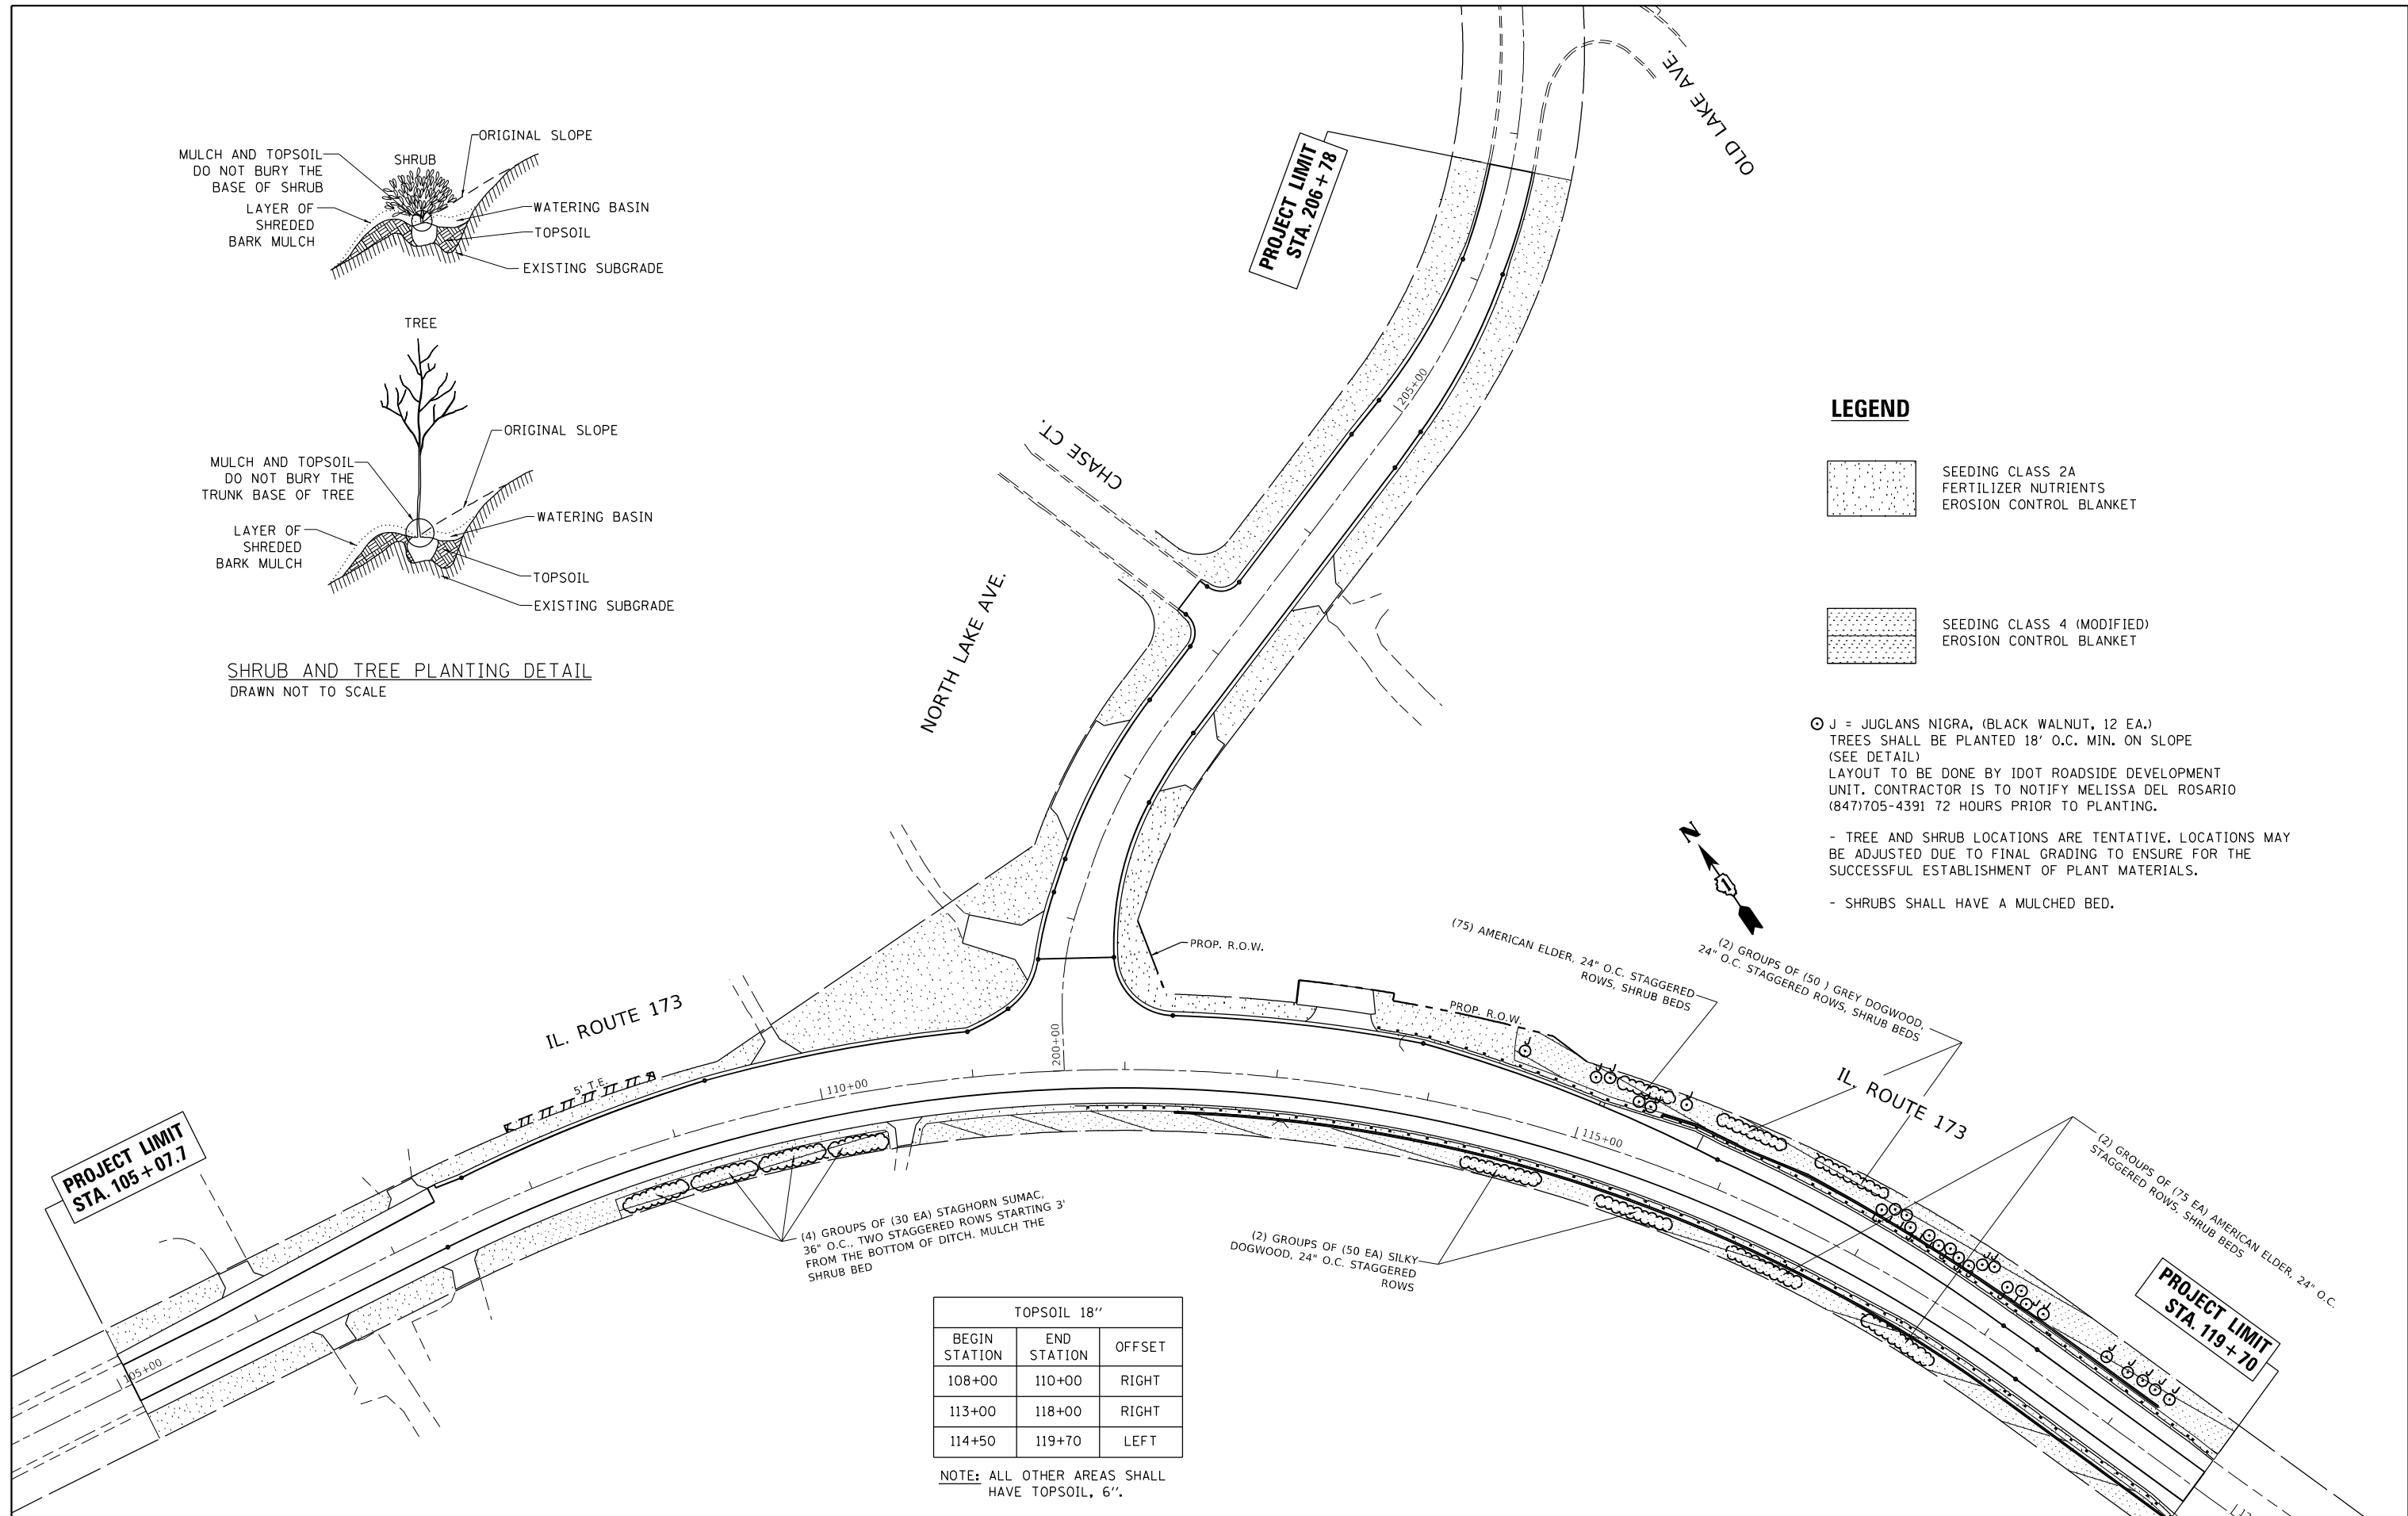 ORIGINAL SLOPE
MULCH AND TOPSOIL
DO NOT BURY THE
BASE OF SHRUB
SHRUB
LAYER OF
SHREDED
BARK MULCH
WATERING BASIN
TOPSOIL
EXISTING SUBGRADE
TREE
ORIGINAL SLOPE
MULCH AND TOPSOIL
DO NOT BURY THE
TRUNK BASE OF TREE
WATERING BASIN
LAYER OF
SHREDED
BARK MULCH
TOPSOIL
EXISTING SUBGRADE
SHRUB AND TREE PLANTING DETAIL
DRAWN NOT TO SCALE
OLD LAKE AVE.
PROJECT LIMIT
STA. 206+78
205+00
CHASE CT.
NORTH LAKE AVE.
LEGEND
SEEDING CLASS 2A
FERTILIZER NUTRIENTS
EROSION CONTROL BLANKET
SEEDING CLASS 4 (MODIFIED)
EROSION CONTROL BLANKET
J = JUGLANS NIGRA, (BLACK WALNUT, 12 EA.)
TREES SHALL BE PLANTED 18' O.C. MIN. ON SLOPE
(SEE DETAIL)
LAYOUT TO BE DONE BY IDOT ROADSIDE DEVELOPMENT
UNIT. CONTRACTOR IS TO NOTIFY MELISSA DEL ROSARIO
(847)705-4391 72 HOURS PRIOR TO PLANTING.
- TREE AND SHRUB LOCATIONS ARE TENTATIVE. LOCATIONS MAY
BE ADJUSTED DUE TO FINAL GRADING TO ENSURE FOR THE
SUCCESSFUL ESTABLISHMENT OF PLANT MATERIALS.
- SHRUBS SHALL HAVE A MULCHED BED.
N
PROP. R.O.W.
(75) AMERICAN ELDER, 24" O.C. STAGGERED
ROWS, SHRUB BEDS
(2) GROUPS OF (50 ) GREY DOGWOOD,
24" O.C. STAGGERED ROWS, SHRUB BEDS
PROP. R.O.W.
IL. ROUTE 173
200+00
5' T.E.
110+00
115+00
IL. ROUTE 173
PROJECT LIMIT
STA. 105+07.7
105+00
(4) GROUPS OF (30 EA) STAGHORN SUMAC,
36" O.C., TWO STAGGERED ROWS STARTING 3'
FROM THE BOTTOM OF DITCH. MULCH THE
SHRUB BED
(2) GROUPS OF (50 EA) SILKY
DOGWOOD, 24" O.C. STAGGERED
ROWS
(2) GROUPS OF (75 EA) AMERICAN ELDER, 24" O.C.
STAGGERED ROWS, SHRUB BEDS
PROJECT LIMIT
STA. 119+70
TOPSOIL 18"
BEGIN STATION END STATION OFFSET
108+00 110+00 RIGHT
113+00 118+00 RIGHT
114+50 119+70 LEFT
NOTE: ALL OTHER AREAS SHALL
HAVE TOPSOIL, 6".